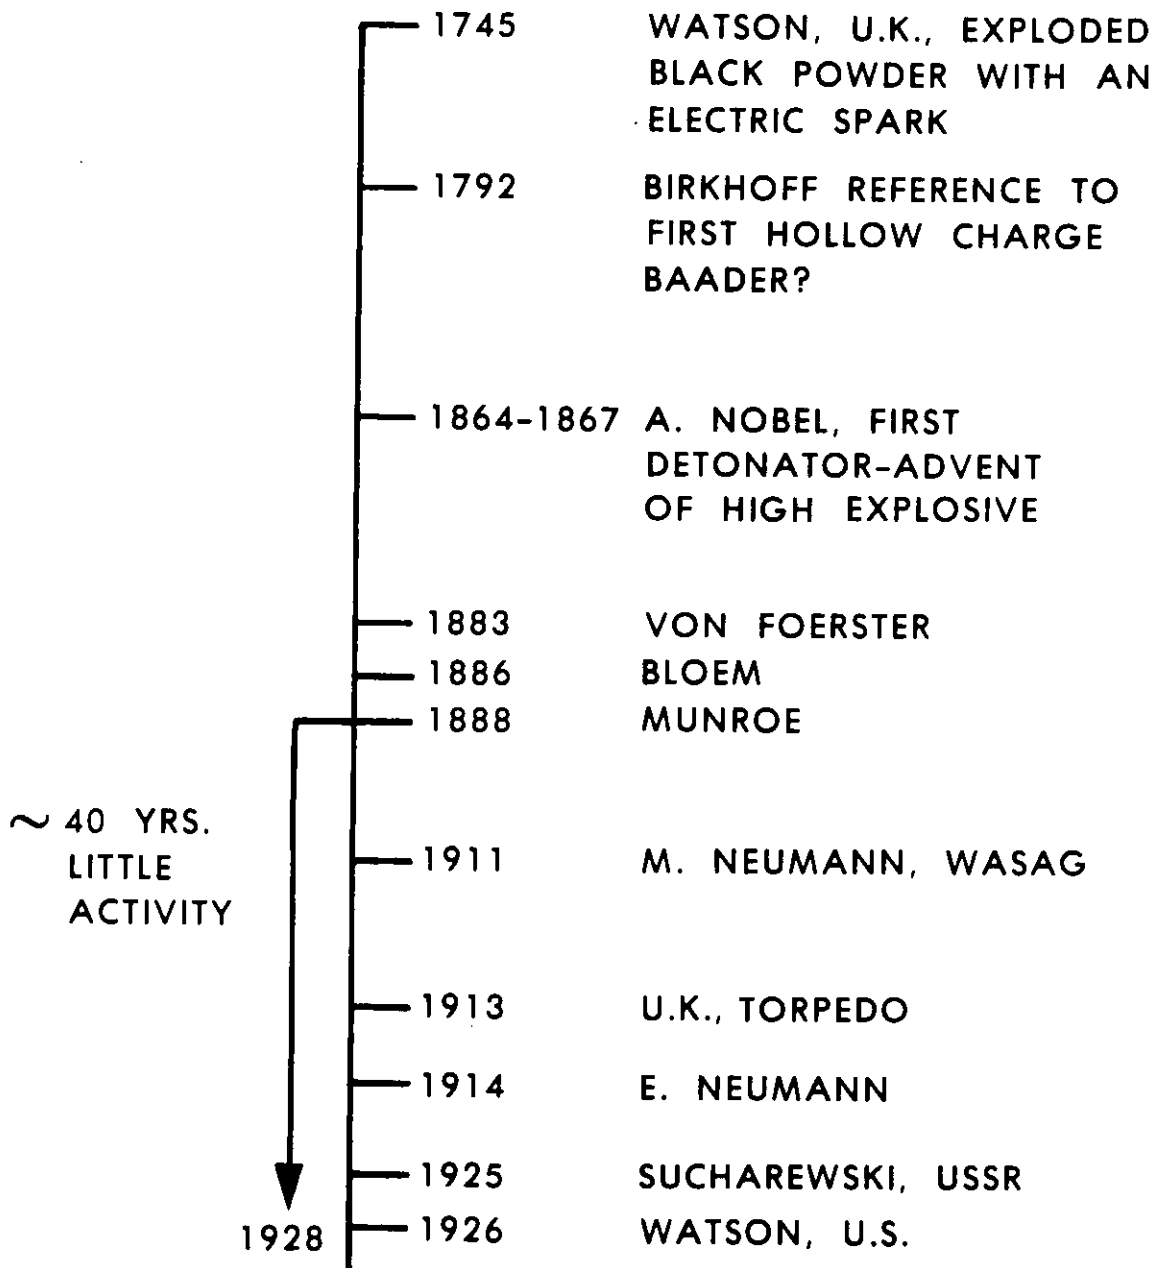 1745 WATSON, U.K., EXPLODED
BLACK POWDER WITH AN
ELECTRIC SPARK
1792 BIRKHOFF REFERENCE TO
FIRST HOLLOW CHARGE
BAADER?
1864-1867 A. NOBEL, FIRST
DETONATOR-ADVENT
OF HIGH EXPLOSIVE
1883 VON FOERSTER
1886 BLOEM
1888 MUNROE
~ 40 YRS.
LITTLE
ACTIVITY
1911 M. NEUMANN, WASAG
1913 U.K., TORPEDO
1914 E. NEUMANN
1925 SUCHAREWSKI, USSR
1928
1926 WATSON, U.S.